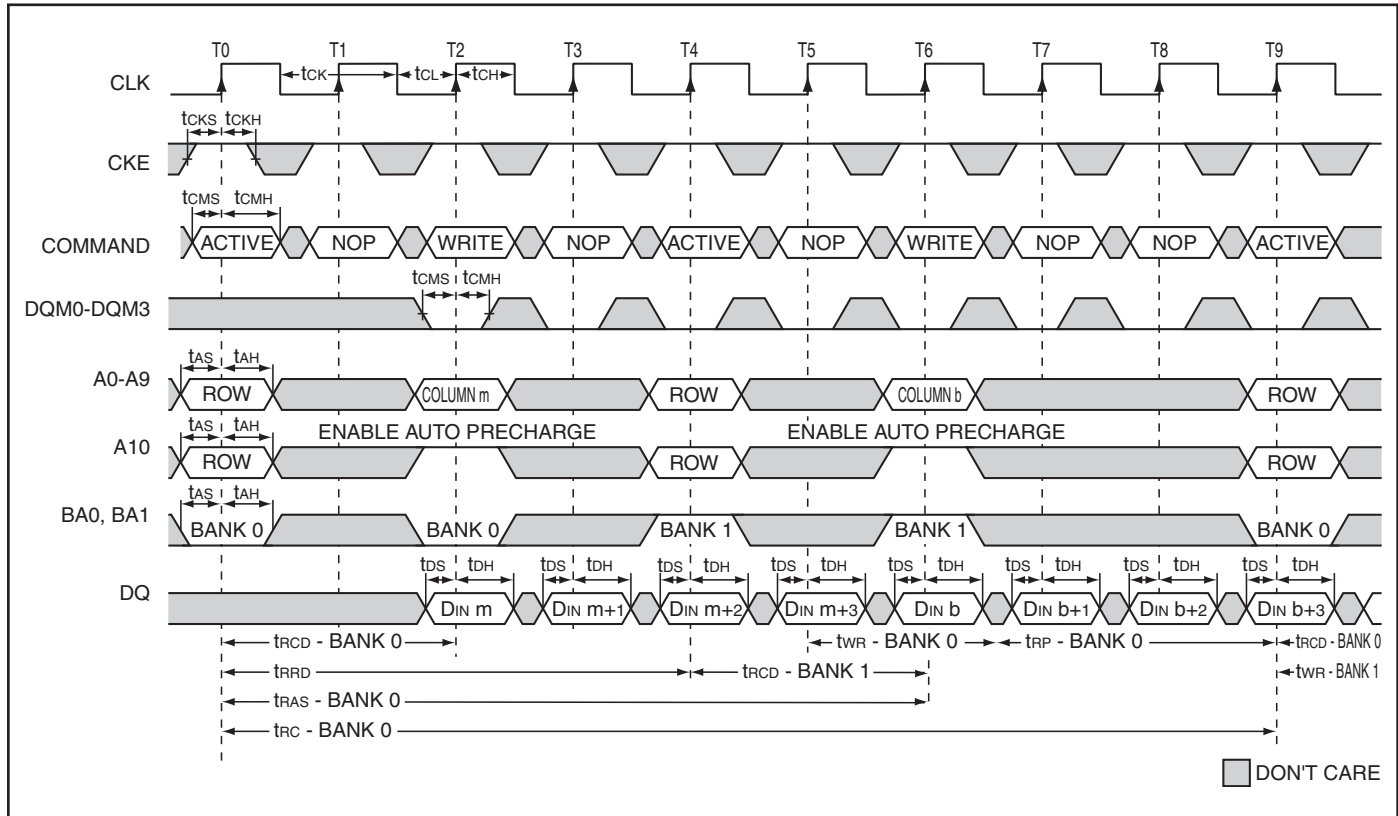 T0 T1 T2 T3 T4 T5 T6 T7 T8 T9
CLK tCK tCL tCH
tCKS tCKH
CKE
tCMS tCMH
COMMAND ACTIVE NOP WRITE NOP ACTIVE NOP WRITE NOP NOP ACTIVE
tCMS tCMH
DQM0-DQM3
tAS tAH
A0-A9 ROW COLUMN m ROW COLUMN b ROW
tAS tAH ENABLE AUTO PRECHARGE ENABLE AUTO PRECHARGE
A10 ROW ROW ROW
tAS tAH
BA0, BA1 BANK 0 BANK 0 BANK 1 BANK 1 BANK 0
tDS tDH tDS tDH tDS tDH tDS tDH tDS tDH tDS tDH tDS tDH tDS tDH
DQ DIN m DIN m+1 DIN m+2 DIN m+3 DIN b DIN b+1 DIN b+2 DIN b+3
tRCD - BANK 0 tWR - BANK 0 tRP - BANK 0 tRCD - BANK 0
tRRD tRCD - BANK 1 tWR - BANK 1
tRAS - BANK 0
tRC - BANK 0
DON'T CARE